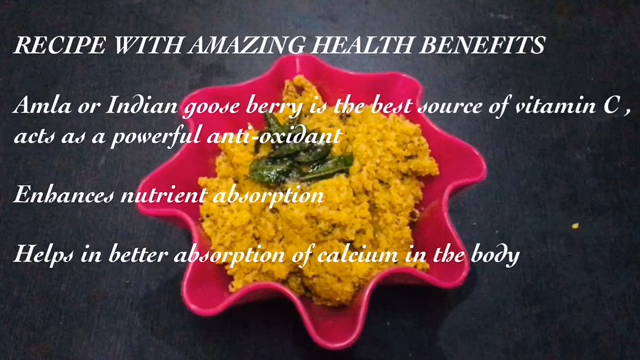 RECIPE WITH AMAZING HEALTH BENEFITS
Amla or Indian goose berry is the best source of vitamin C ,
acts as a powerful anti-oxidant
Enhances nutrient absorption
Helps in better absorption of calcium in the body